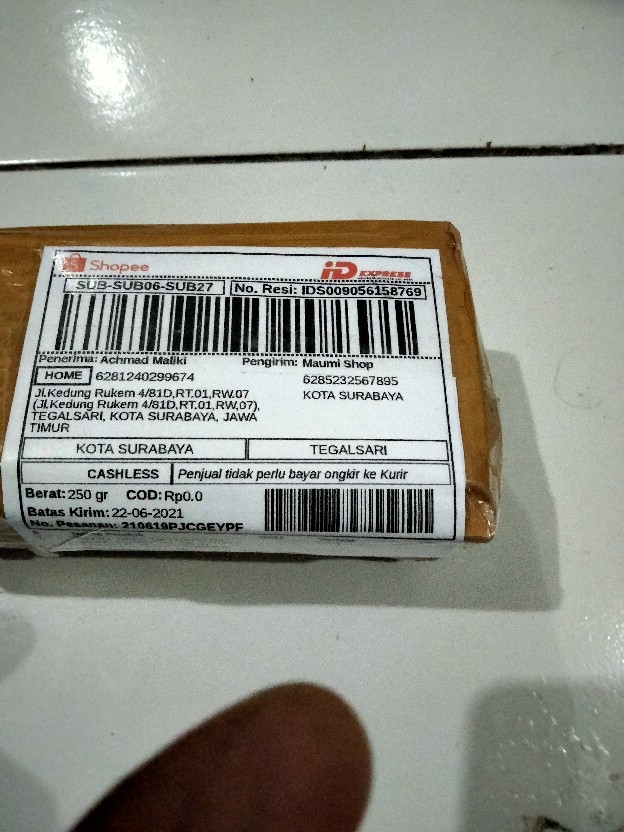 Shopee
iD EXPRESS
SUB-SUB06-SUB27
No. Resi: IDS009056158769
Penerima: Achmad Maliki
Pengirim: Maumi Shop
HOME 6281240299674
6285232567895
Jl.Kedung Rukem 4/81D,RT.01,RW.07
KOTA SURABAYA
(Jl.Kedung Rukem 4/81D,RT.01,RW.07),
TEGALSARI, KOTA SURABAYA, JAWA
TIMUR
KOTA SURABAYA
TEGALSARI
CASHLESS
Penjual tidak perlu bayar ongkir ke Kurir
Berat: 250 gr COD: Rp0.0
Batas Kirim: 22-06-2021
No. Pesanan: 210619PJCGEYPF